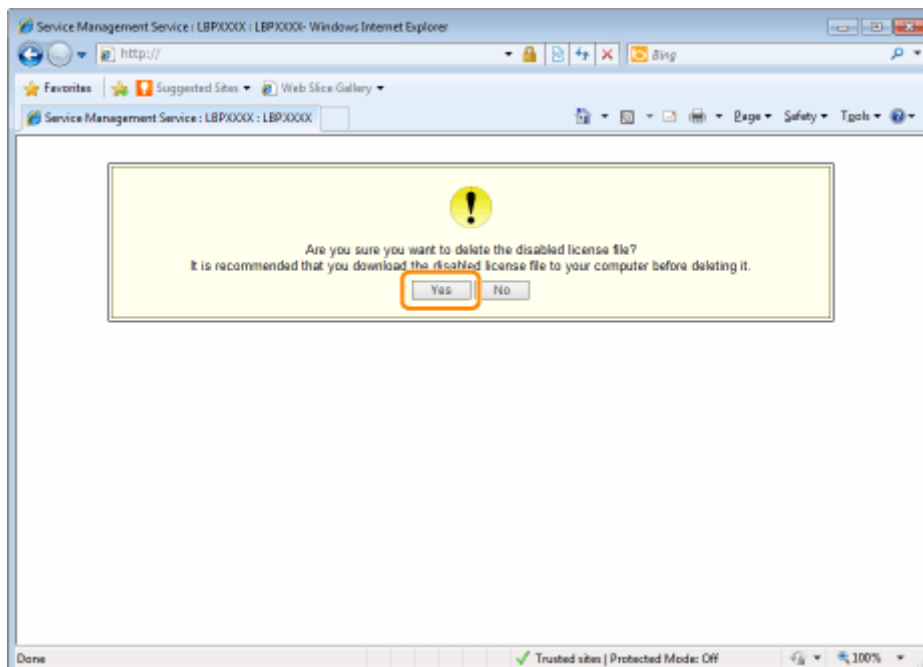 Service Management Service : LBPXXXX : LBPXXXX- Windows Internet Explorer
http://
Bing
Favorites Suggested Sites Web Slice Gallery
Service Management Service : LBPXXXX : LBPXXXX Page Safety Tools
Are you sure you want to delete the disabled license file?
It is recommended that you download the disabled license file to your computer before deleting it.
Yes No
Done Trusted sites | Protected Mode: Off 100%